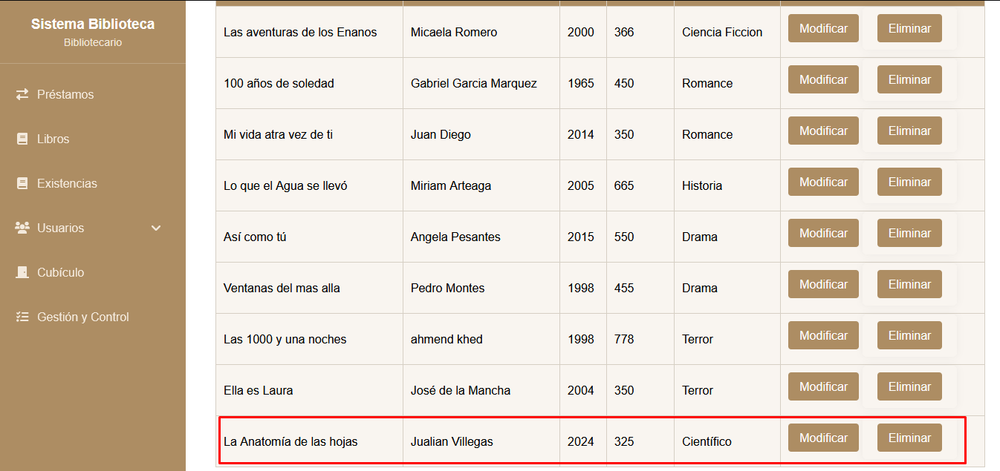 Sistema Biblioteca
Bibliotecario
Préstamos
Libros
Existencias
Usuarios
Cubículo
Gestión y Control
Las aventuras de los Enanos Micaela Romero 2000 366 Ciencia Ficcion Modificar Eliminar
100 años de soledad Gabriel Garcia Marquez 1965 450 Romance Modificar Eliminar
Mi vida atra vez de ti Juan Diego 2014 350 Romance Modificar Eliminar
Lo que el Agua se llevó Miriam Arteaga 2005 665 Historia Modificar Eliminar
Así como tú Angela Pesantes 2015 550 Drama Modificar Eliminar
Ventanas del mas alla Pedro Montes 1998 455 Drama Modificar Eliminar
Las 1000 y una noches ahmend khed 1998 778 Terror Modificar Eliminar
Ella es Laura José de la Mancha 2004 350 Terror Modificar Eliminar
La Anatomía de las hojas Jualian Villegas 2024 325 Científico Modificar Eliminar